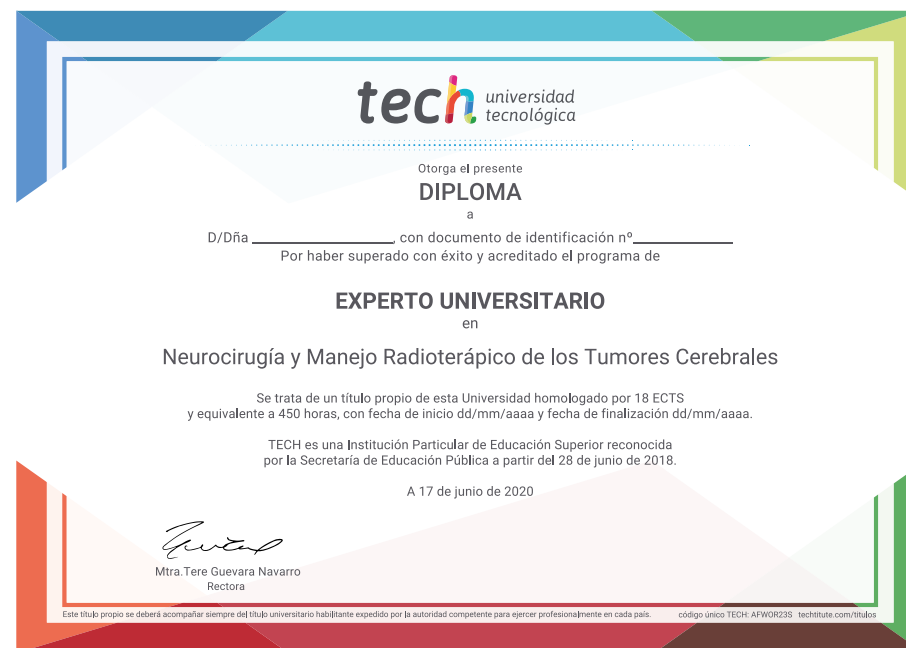 tech universidad
tecnológica
Otorga el presente
DIPLOMA
a
D/Dña ____________________, con documento de identificación nº______________
Por haber superado con éxito y acreditado el programa de
EXPERTO UNIVERSITARIO
en
Neurocirugía y Manejo Radioterápico de los Tumores Cerebrales
Se trata de un título propio de esta Universidad homologado por 18 ECTS
y equivalente a 450 horas, con fecha de inicio dd/mm/aaaa y fecha de finalización dd/mm/aaaa.
TECH es una Institución Particular de Educación Superior reconocida
por la Secretaría de Educación Pública a partir del 28 de junio de 2018.
A 17 de junio de 2020
Mtra.Tere Guevara Navarro
Rectora
Este título propio se deberá acompañar siempre del título universitario habilitante expedido por la autoridad competente para ejercer profesionalmente en cada país. código único TECH: AFWOR23S techtitute.com/titulos